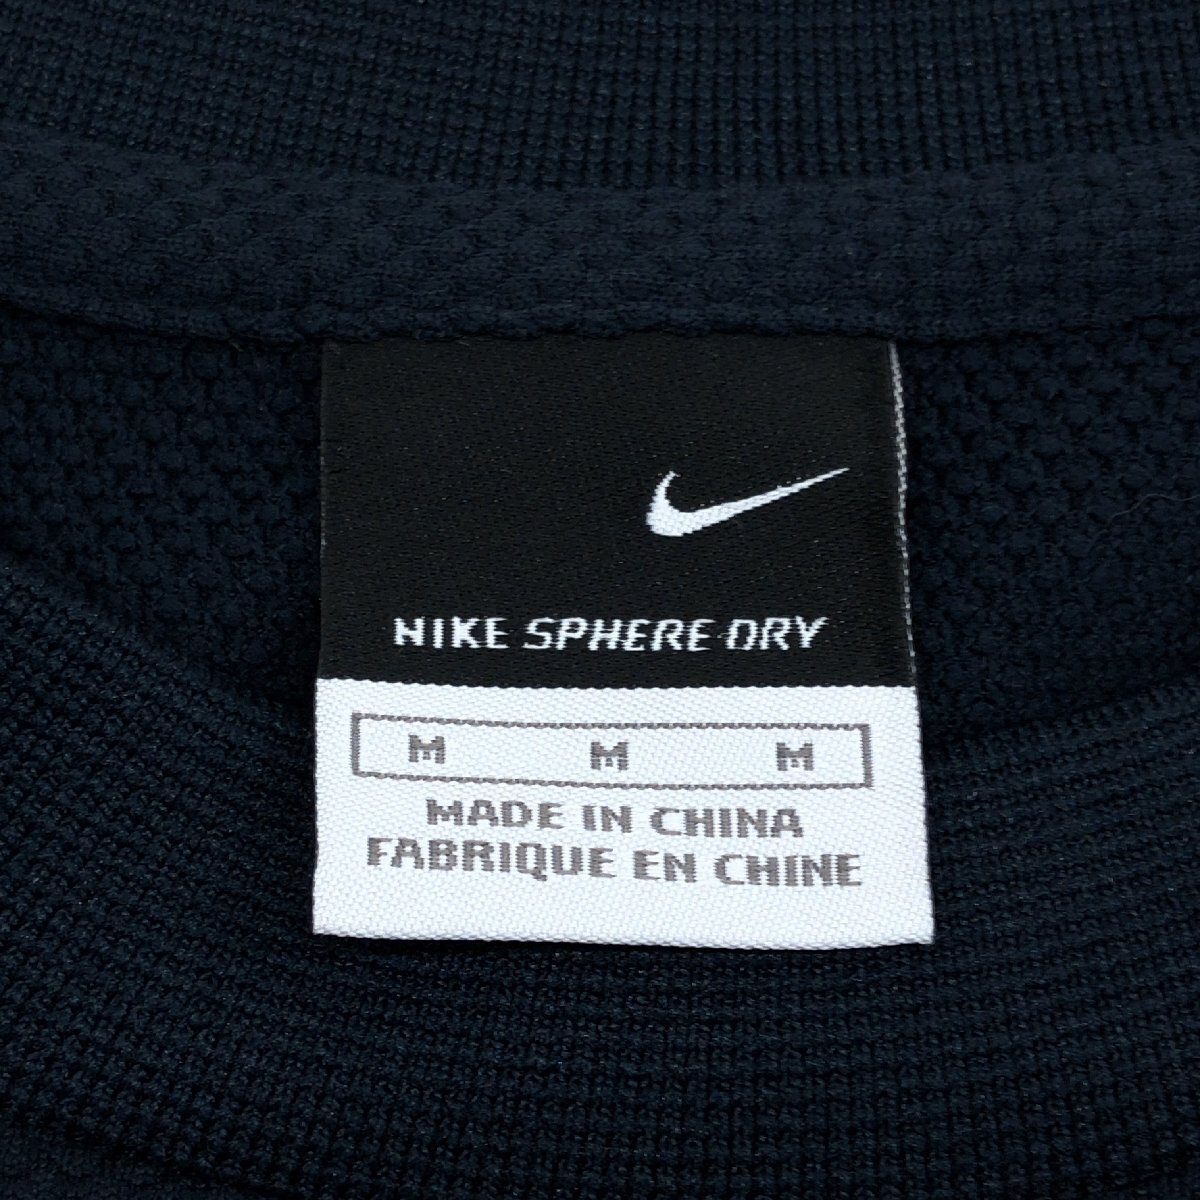 NIKE SPHERE DRY
M M M
MADE IN CHINA
FABRIQUE EN CHINE